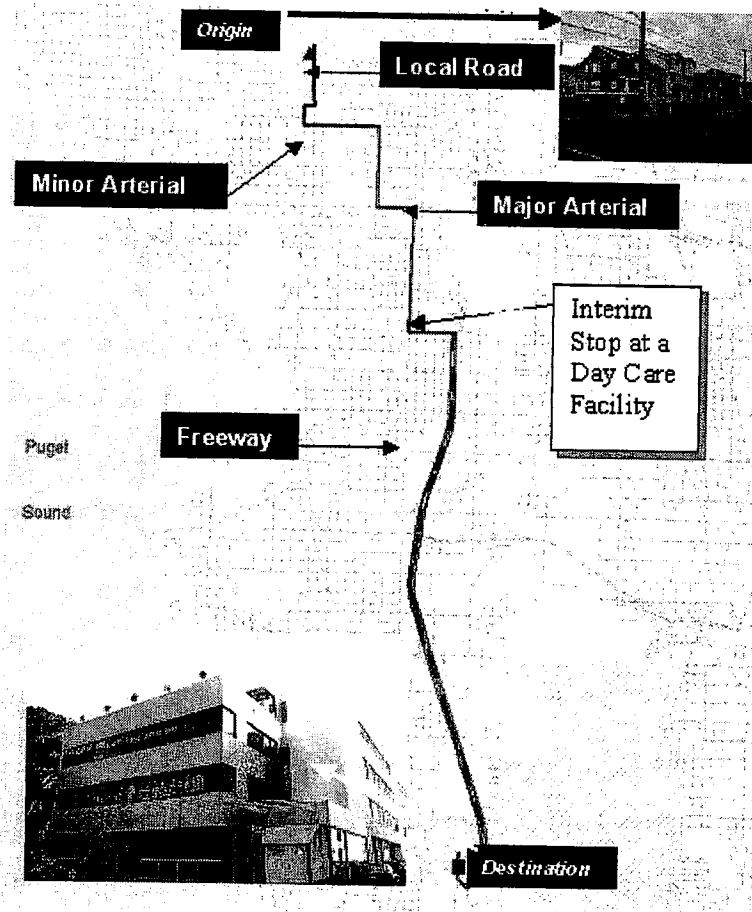 Origin
Local Road
Minor Arterial
Major Arterial
Interim
Stop at a
Day Care
Facility
Freeway
Puget
Sound
Destination